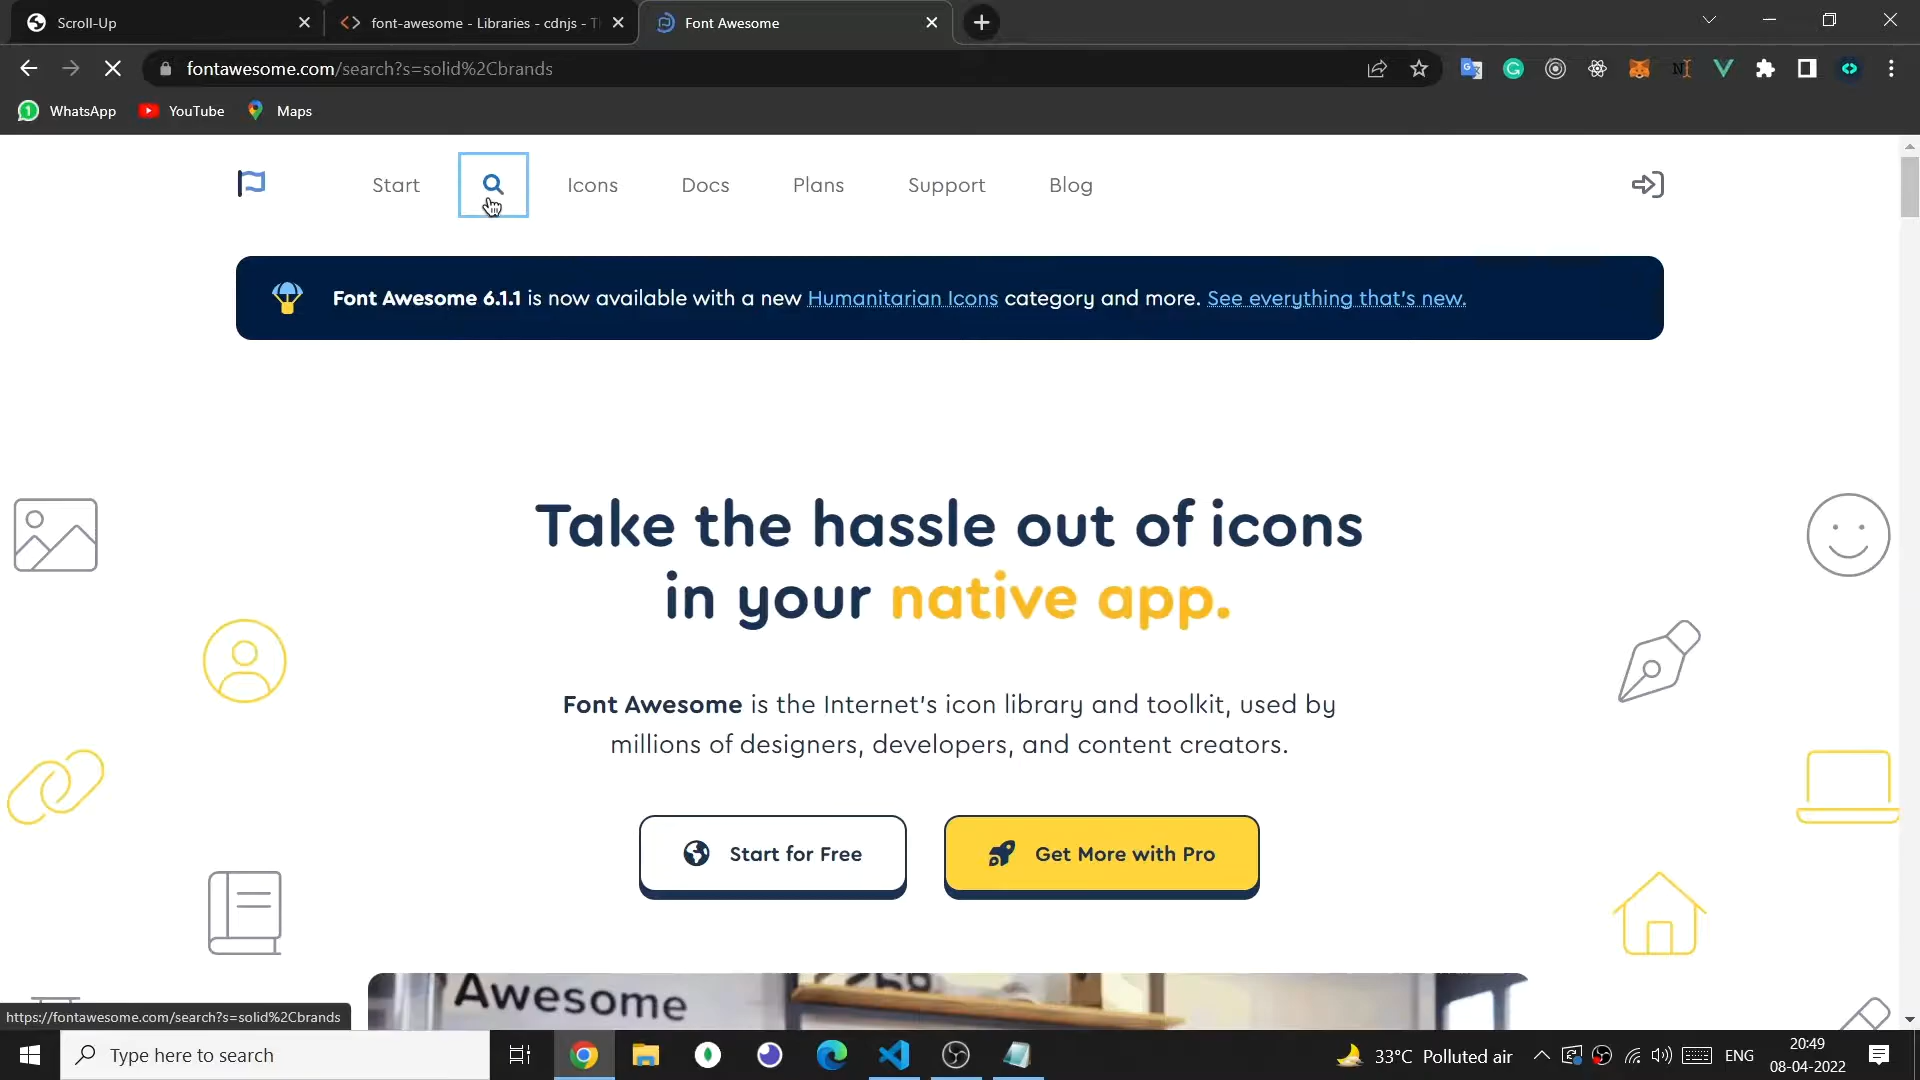 Scroll-Up
font-awesome - Libraries - cdnjs - T
Font Awesome
fontawesome.com/search?s=solid%2Cbrands
WhatsApp
YouTube
Maps
Start
Icons
Docs
Plans
Support
Blog
Font Awesome 6.1.1 is now available with a new Humanitarian Icons category and more. See everything that's new.
Take the hassle out of icons
in your native app.
Font Awesome is the Internet's icon library and toolkit, used by
millions of designers, developers, and content creators.
Start for Free
Get More with Pro
Awesome
https://fontawesome.com/search?s=solid%2Cbrands
Type here to search
33°C Polluted air
ENG
20:49
08-04-2022